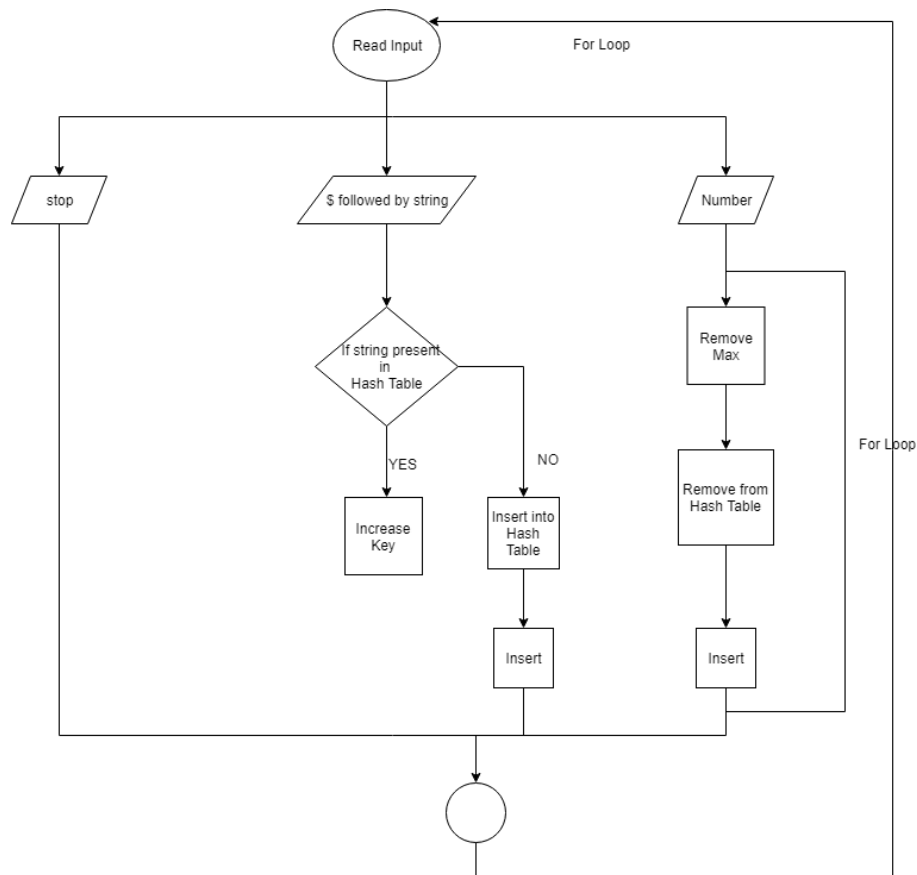 Read Input
For Loop
stop
$ followed by string
Number
If string present
in
Hash Table
Remove
Max
For Loop
YES
NO
Increase
Key
Insert into
Hash
Table
Remove from
Hash Table
Insert
Insert